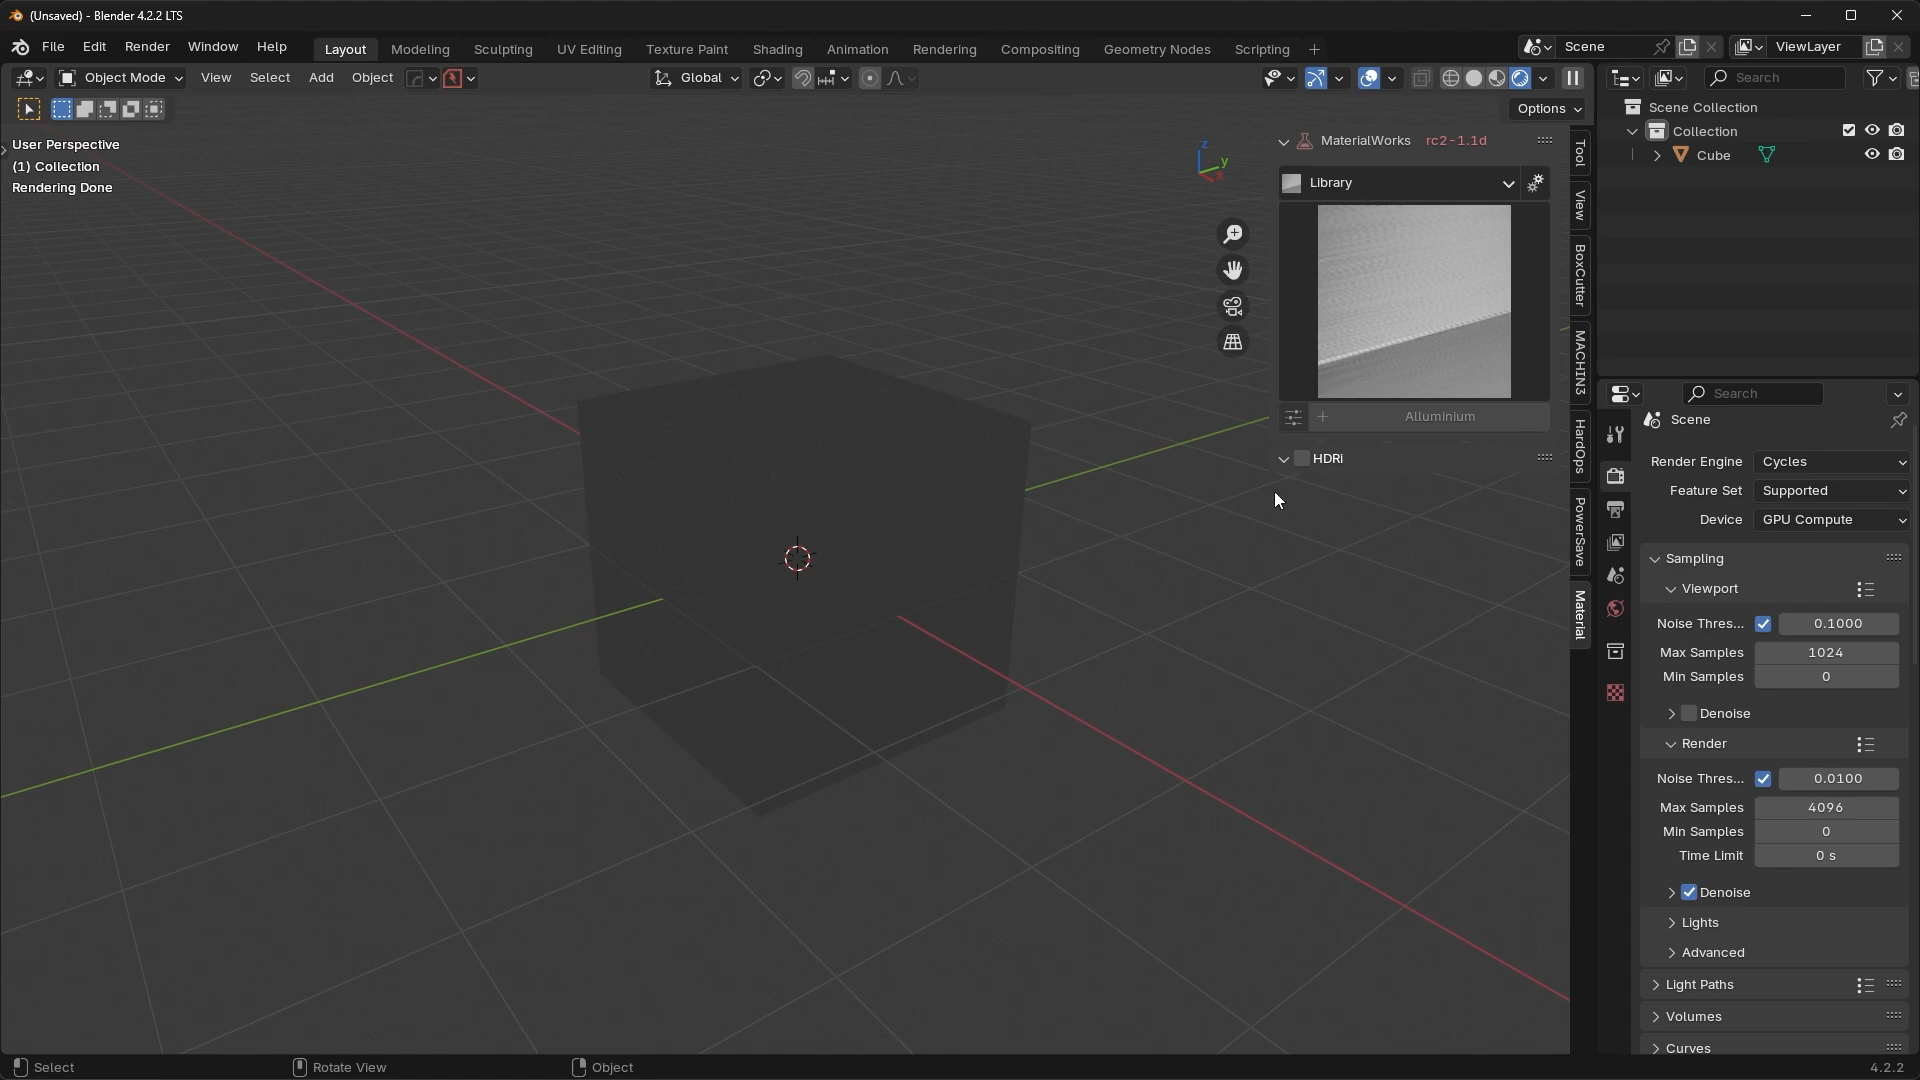 (Unsaved) - Blender 4.2.2 LTS
File Edit Render Window Help
Layout Modeling Sculpting UV Editing Texture Paint Shading Animation Rendering Compositing Geometry Nodes Scripting +
Scene
ViewLayer
Object Mode View Select Add Object
Global
Search
Options
User Perspective
(1) Collection
Rendering Done
z
y
x
MaterialWorks rc2-1.1d
Library
Alluminium
HDRi
Tool
View
BoxCutter
MACHIN3
HardOps
PowerSave
Material
Scene Collection
Collection
Cube
Search
Scene
Render Engine Cycles
Feature Set Supported
Device GPU Compute
Sampling
Viewport
Noise Thres... 0.1000
Max Samples 1024
Min Samples 0
Denoise
Render
Noise Thres... 0.0100
Max Samples 4096
Min Samples 0
Time Limit 0 s
Denoise
Lights
Advanced
Light Paths
Volumes
Curves
Select
Rotate View
Object
4.2.2